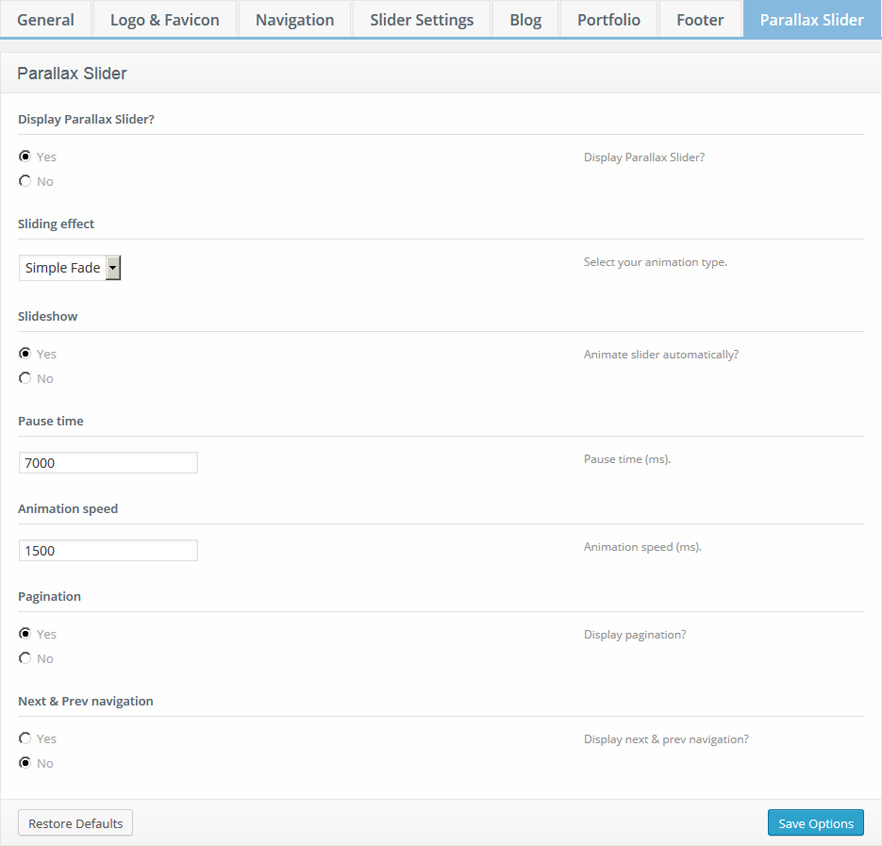 General Logo & Favicon Navigation Slider Settings Blog Portfolio Footer Parallax Slider
Parallax Slider
Display Parallax Slider?
Yes Display Parallax Slider?
No
Sliding effect
Simple Fade Select your animation type.
Slideshow
Yes Animate slider automatically?
No
Pause time
7000 Pause time (ms).
Animation speed
1500 Animation speed (ms).
Pagination
Yes Display pagination?
No
Next & Prev navigation
Yes Display next & prev navigation?
No
Restore Defaults Save Options